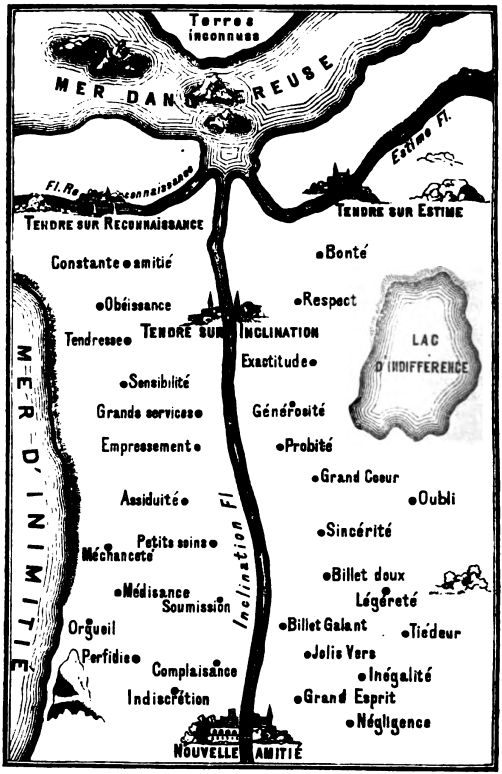 Terres
inconnues
MER DANGEREUSE
Estime Fl.
Fl. Reconnaissance
TENDRE SUR RECONNAISSANCE
TENDRE SUR ESTIME
Constante amitié
Bonté
Obéissance
Respect
TENDRE SUR INCLINATION
Tendresse
LAC
D'INDIFFÉRENCE
Exactitude
Sensibilité
Grands services
Générosité
Empressement
Probité
Grand Coeur
Assiduité
Oubli
Inclination Fl
MER D'INIMITIÉ
Petits soins
Sincérité
Méchanceté
Billet doux
Médisance
Légéreté
Soumission
Orgueil
Billet Galant
Tiédeur
Perfidie
Jolis Vers
Complaisance
Inégalité
Indiscrétion
Grand Esprit
Négligence
NOUVELLE AMITIÉ